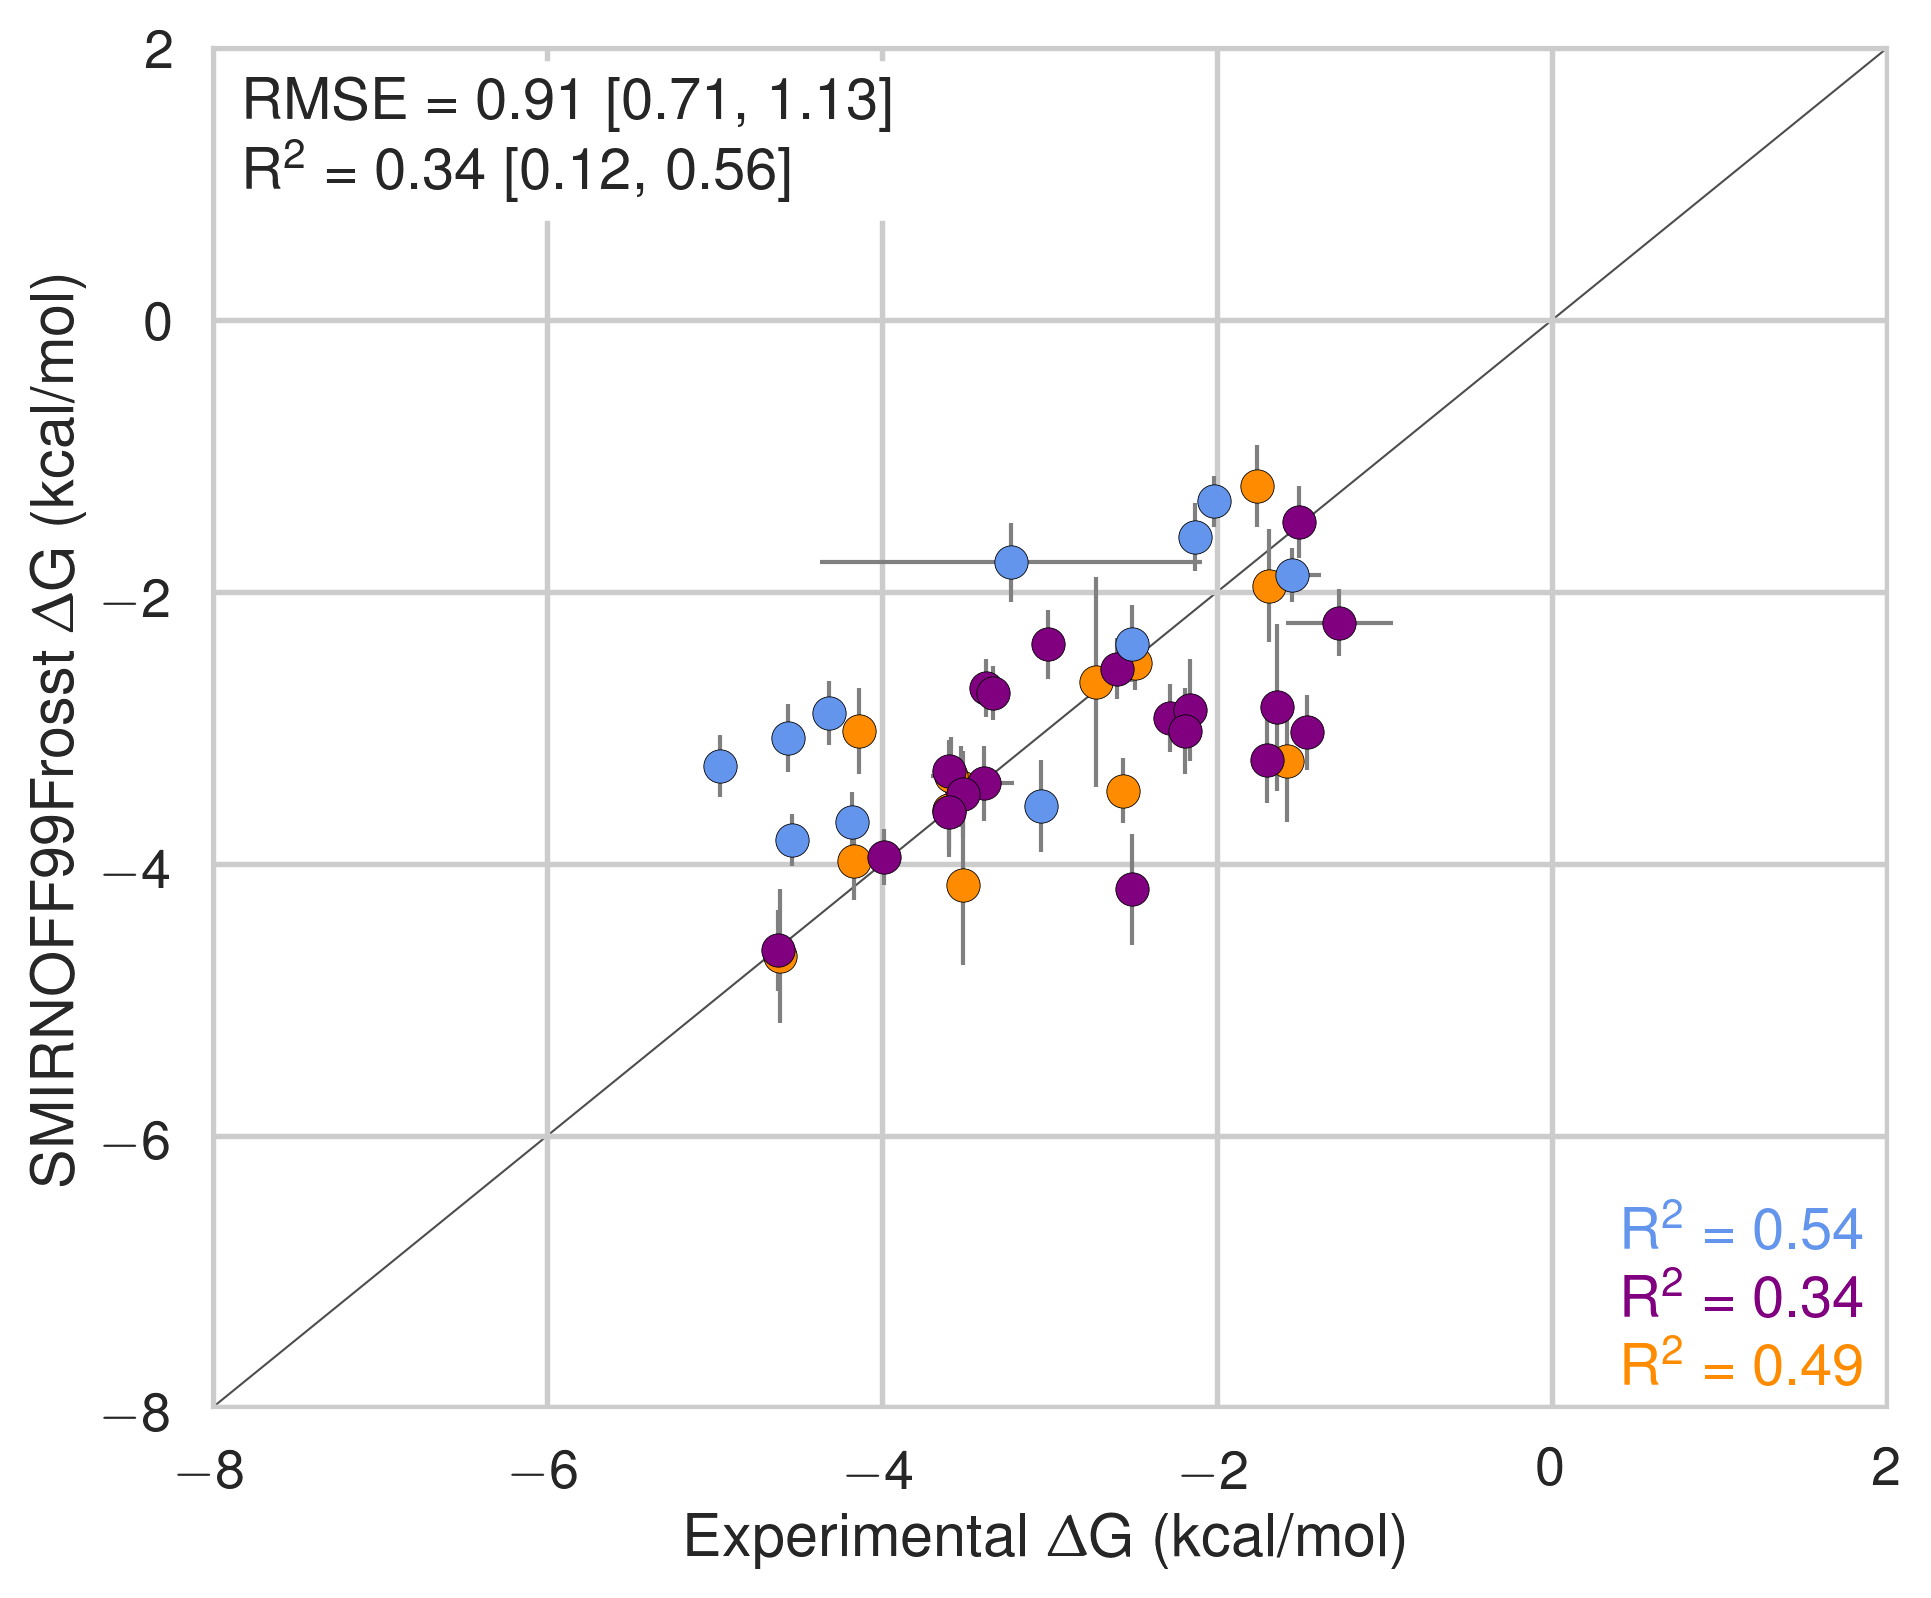 RMSE = 0.91 [0.71, 1.13]
R² = 0.34 [0.12, 0.56]
SMIRNOFF99Frosst ΔG (kcal/mol)
2
0
−2
−4
−6
−8
R² = 0.54
R² = 0.34
R² = 0.49
−8 −6 −4 −2 0 2
Experimental ΔG (kcal/mol)